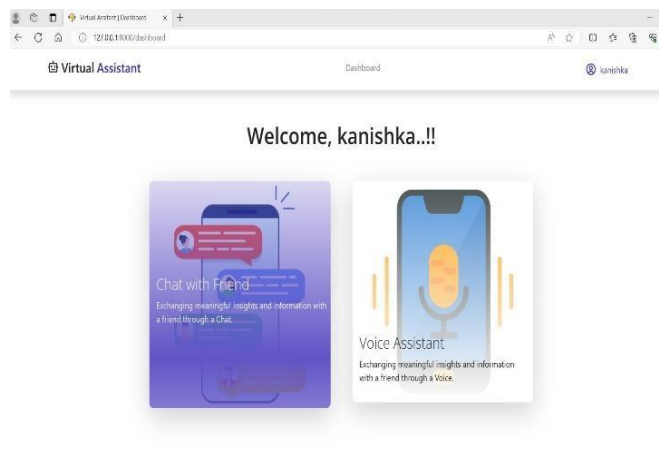 Virtual Assistant | Dashboard
127.0.0.1:8000/dashboard
Virtual Assistant
Dashboard
kanishka
Welcome, kanishka..!!
Chat with Friend
Exchanging meaningful insights and information with
a friend through a Chat.
Voice Assistant
Exchanging meaningful insights and information
with a friend through a Voice.